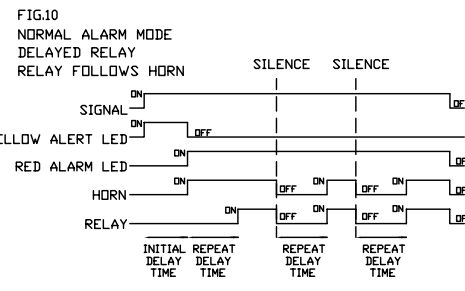 FIG.10
NORMAL ALARM MODE
DELAYED RELAY
RELAY FOLLOWS HORN
SILENCE SILENCE
ON
SIGNAL
ON OFF
ALERT LED
ON
RED ALARM LED
ON OFF ON OFF ON
HORN
ON OFF ON OFF ON
RELAY
INITIAL REPEAT REPEAT REPEAT
DELAY DELAY DELAY DELAY
TIME TIME TIME TIME